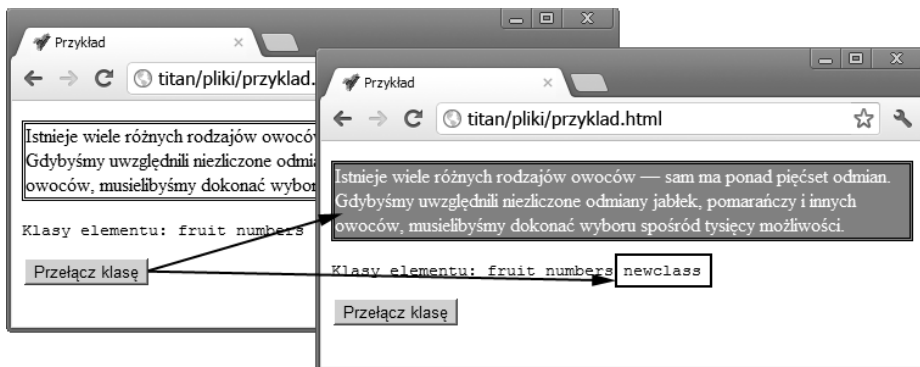 Przykład
titan/pliki/przyklad.
Istnieje wiele różnych rodzajów owoców
Gdybyśmy uwzględnili niezliczone odmia
owoców, musielibyśmy dokonać wybor
Klasy elementu: fruit numbers
Przełącz klasę
Przykład
titan/pliki/przyklad.html
Istnieje wiele różnych rodzajów owoców — sam ma ponad pięćset odmian.
Gdybyśmy uwzględnili niezliczone odmiany jabłek, pomarańczy i innych
owoców, musielibyśmy dokonać wyboru spośród tysięcy możliwości.
Klasy elementu: fruit numbers newclass
Przełącz klasę